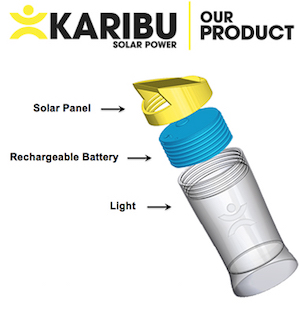 KARIBU
SOLAR POWER
OUR
PRODUCT
Solar Panel
Rechargeable Battery
Light